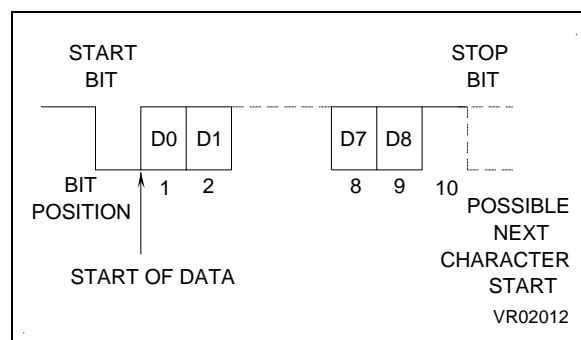 START BIT
STOP BIT
D0 D1 D7 D8
BIT POSITION
1 2 8 9 10
START OF DATA
POSSIBLE NEXT CHARACTER START
VR02012